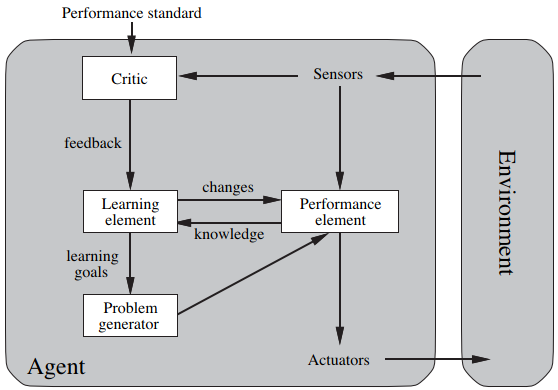 Performance standard
Critic
Sensors
feedback
Learning
element
changes
knowledge
Performance
element
learning
goals
Problem
generator
Actuators
Agent
Environment